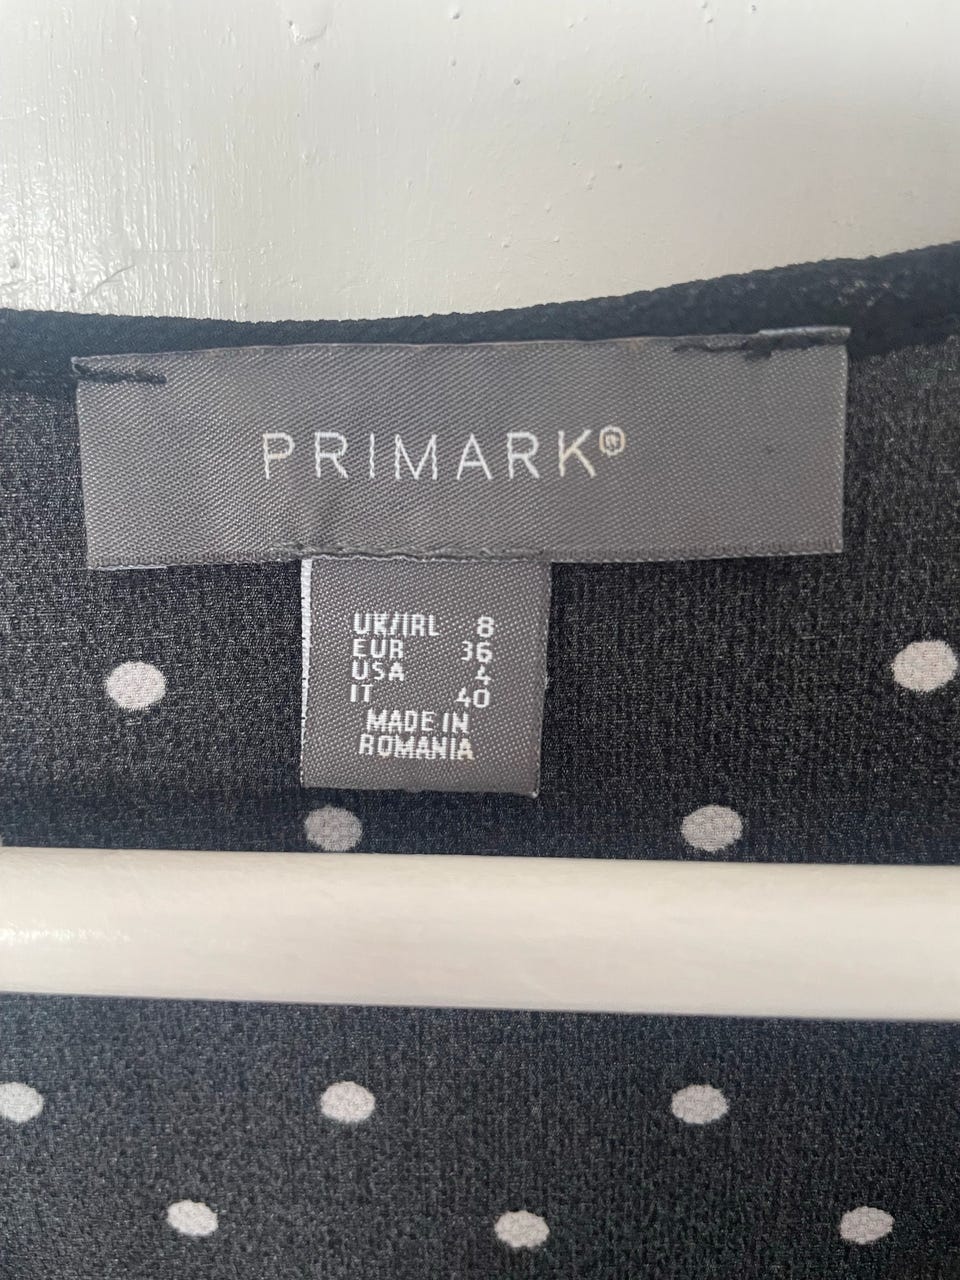 PRIMARK®
UK/IRL 8
EUR 36
USA 4
IT 40
MADE IN
ROMANIA